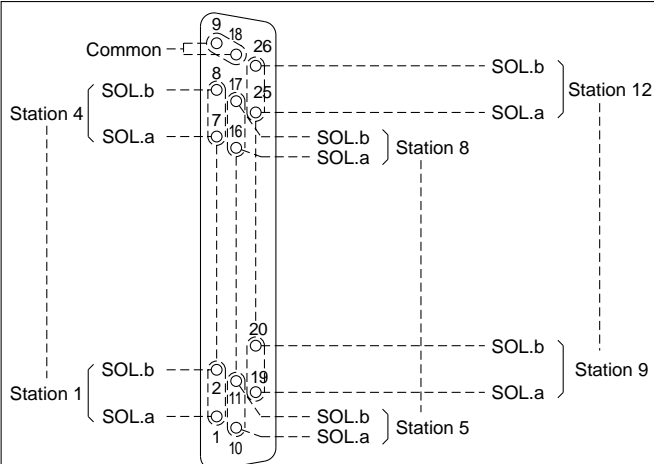 9 18
Common 26
SOL.b
8 17
SOL.b
Station 12
Station 4
25
SOL.a
7
SOL.a
16
SOL.b
SOL.a
Station 8
20
SOL.b
SOL.b
2
19
Station 9
Station 1
11
SOL.a
SOL.a
SOL.b
SOL.a
Station 5
1
10